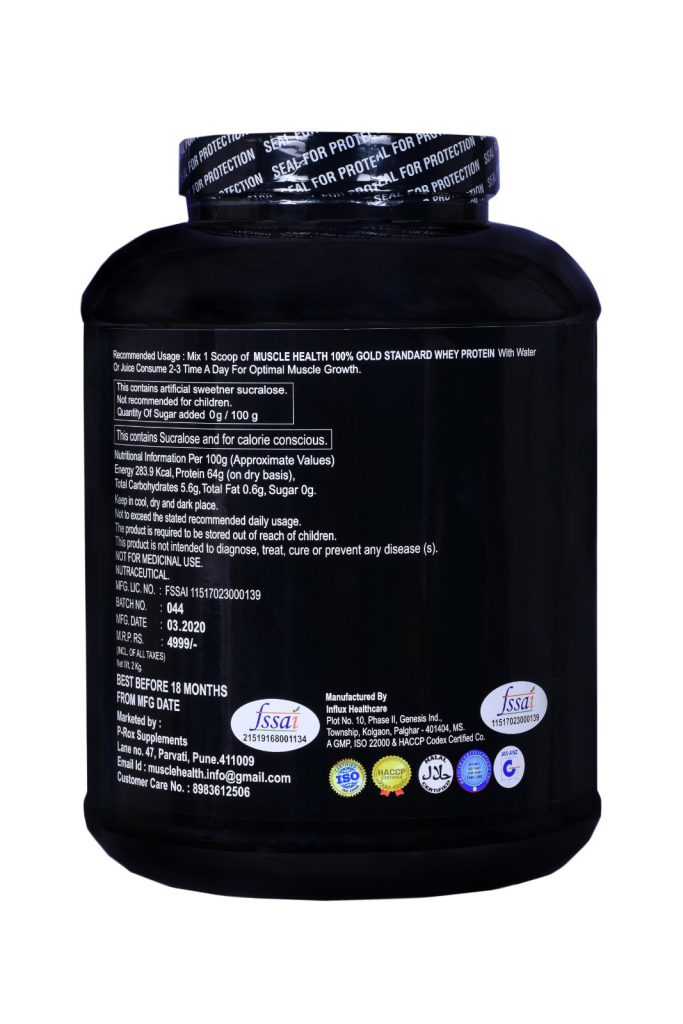 SEAL FOR PROTECTION
Recommended Usage : Mix 1 Scoop of MUSCLE HEALTH 100% GOLD STANDARD WHEY PROTEIN With Water
Or Juice Consume 2-3 Time A Day For Optimal Muscle Growth.
This contains artificial sweetner sucralose.
Not recommended for children.
Quantity Of Sugar added 0g / 100 g
This contains Sucralose and for calorie conscious.
Nutritional Information Per 100g (Approximate Values)
Energy 283.9 Kcal, Protein 64g (on dry basis),
Total Carbohydrates 5.6g, Total Fat 0.6g, Sugar 0g.
Keep in cool, dry and dark place.
Not to exceed the stated recommended daily usage.
The product is required to be stored out of reach of children.
This product is not intended to diagnose, treat, cure or prevent any disease (s).
NOT FOR MEDICINAL USE.
NUTRACEUTICAL
MFG. LIC. NO. : FSSAI 11517023000139
BATCH NO. : 044
MFG. DATE : 03.2020
M.R.P. RS. : 4999/-
(INCL. OF ALL TAXES)
Net Wt. 2 Kg.
BEST BEFORE 18 MONTHS
FROM MFG DATE
Marketed by :
P-Rox Supplements
Lane no. 47, Parvati, Pune.411009
Email Id : musclehealth.info@gmail.com
Customer Care No. : 8983612506
fssai
21519168001134
Manufactured By
Influx Healthcare
Plot No. 10, Phase II, Genesis Ind.,
Township, Kolgaon, Palghar - 401404, MS.
A GMP, ISO 22000 & HACCP Codex Certified Co.
fssai
11517023000139
ISO
HACCP
CERTIFIED
HALAL
حلال
CERTIFIED
JAS-ANZ